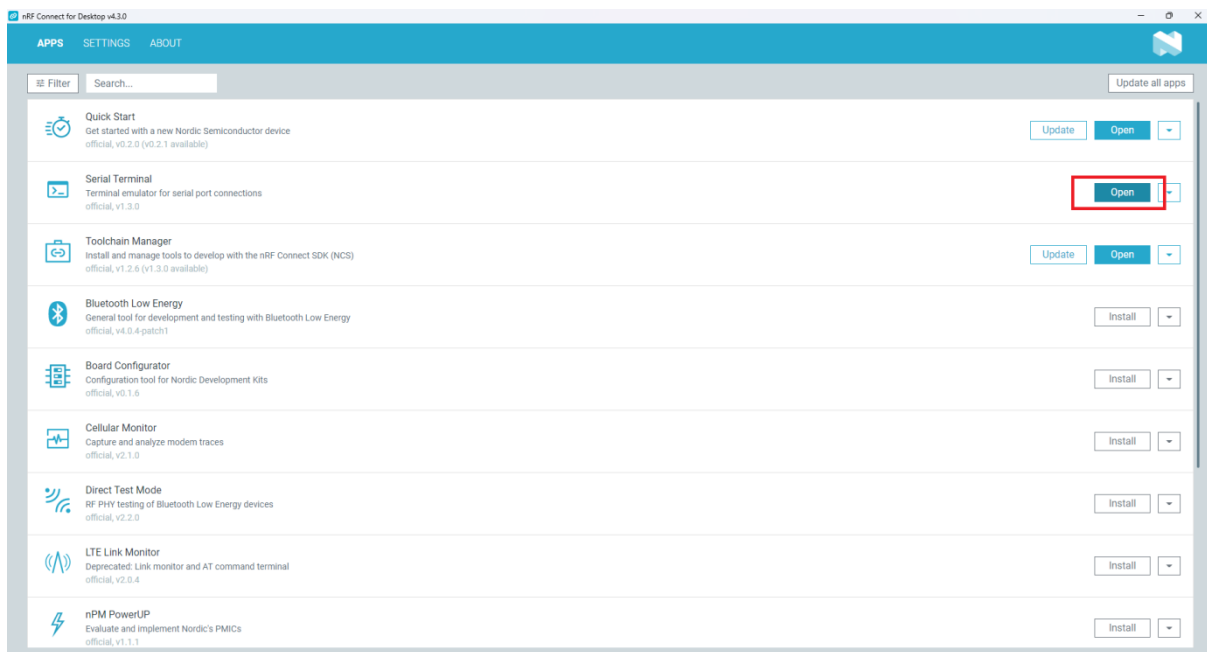 nRF Connect for Desktop v4.3.0
APPS SETTINGS ABOUT
Filter Search... Update all apps
Quick Start
Get started with a new Nordic Semiconductor device
official, v0.2.0 (v0.2.1 available)
Update Open
Serial Terminal
Terminal emulator for serial port connections
official, v1.3.0
Open
Toolchain Manager
Install and manage tools to develop with the nRF Connect SDK (NCS)
official, v1.2.6 (v1.3.0 available)
Update Open
Bluetooth Low Energy
General tool for development and testing with Bluetooth Low Energy
official, v4.0.4-patch1
Install
Board Configurator
Configuration tool for Nordic Development Kits
official, v0.1.6
Install
Cellular Monitor
Capture and analyze modem traces
official, v2.1.0
Install
Direct Test Mode
RF PHY testing of Bluetooth Low Energy devices
official, v2.2.0
Install
LTE Link Monitor
Deprecated: Link monitor and AT command terminal
official, v2.0.4
Install
nPM PowerUP
Evaluate and implement Nordic's PMICs
official, v1.1.1
Install